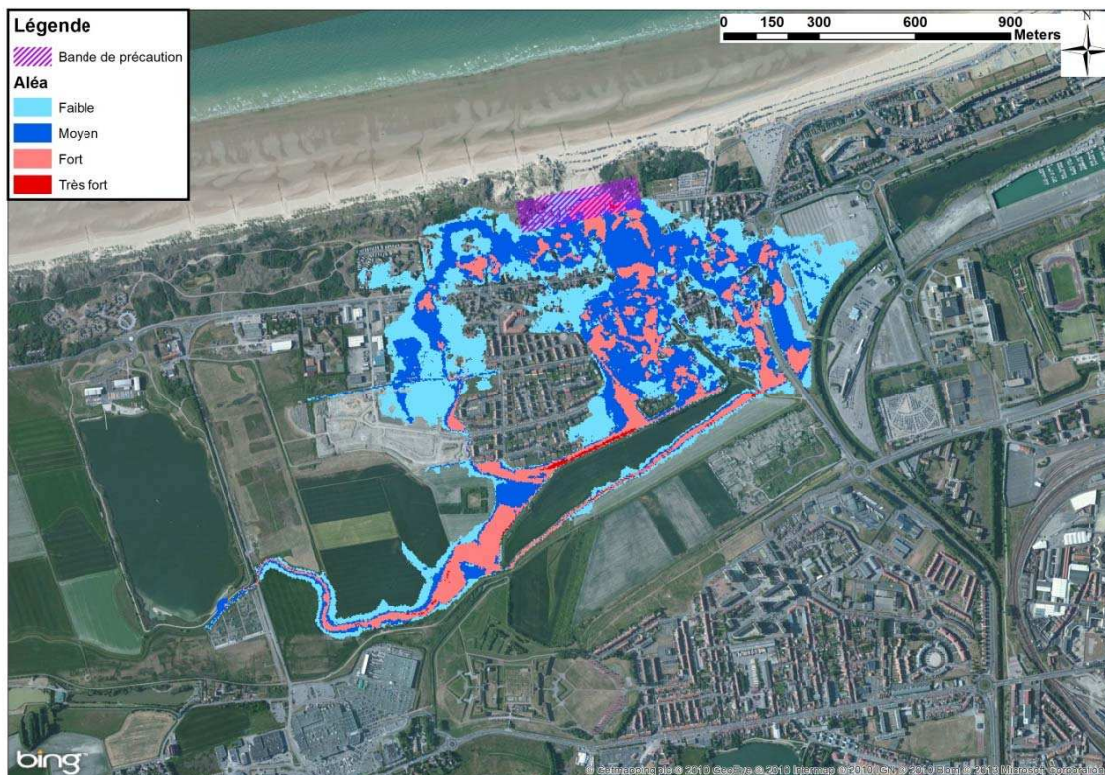 Légende
Bande de précaution
Aléa
Faible
Moyen
Fort
Très fort
0 150 300 600 900
Meters
N
bing